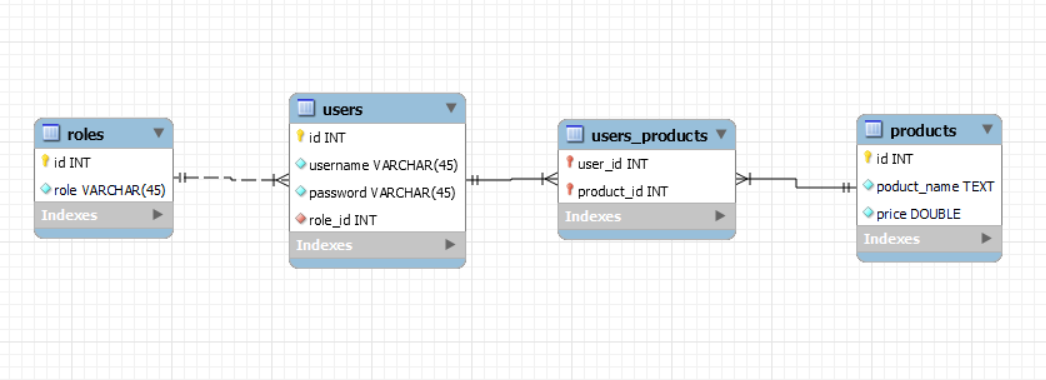 roles
id INT
role VARCHAR(45)
Indexes
users
id INT
username VARCHAR(45)
password VARCHAR(45)
role_id INT
Indexes
users_products
user_id INT
product_id INT
Indexes
products
id INT
poduct_name TEXT
price DOUBLE
Indexes